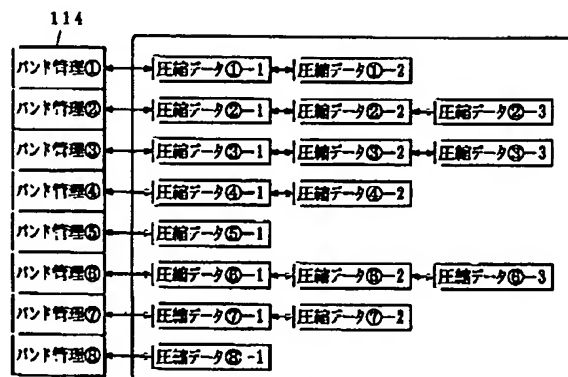 114
バンド管理① 圧縮データ①-1 圧縮データ①-2
バンド管理② 圧縮データ②-1 圧縮データ②-2 圧縮データ②-3
バンド管理③ 圧縮データ③-1 圧縮データ③-2 圧縮データ③-3
バンド管理④ 圧縮データ④-1 圧縮データ④-2
バンド管理⑤ 圧縮データ⑤-1
バンド管理⑥ 圧縮データ⑥-1 圧縮データ⑥-2 圧縮データ⑥-3
バンド管理⑦ 圧縮データ⑦-1 圧縮データ⑦-2
バンド管理⑧ 圧縮データ⑧-1